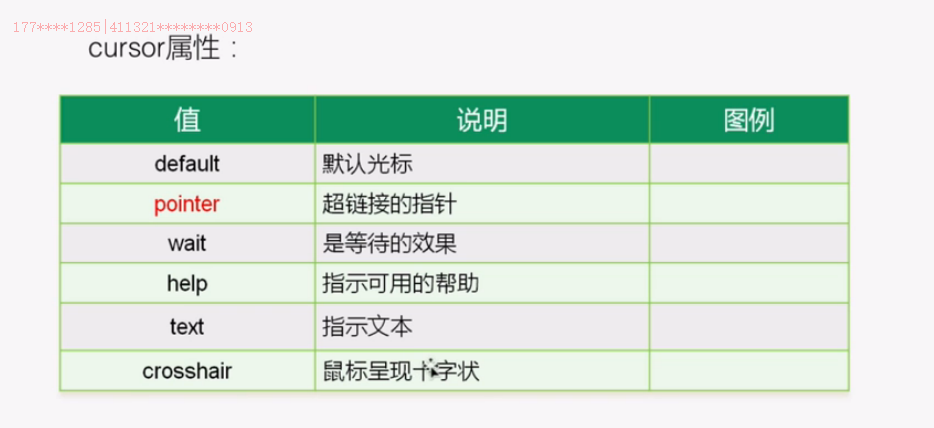 177****1285|411321********0913
cursor属性：
值 说明 图例
default 默认光标
pointer 超链接的指针
wait 是等待的效果
help 指示可用的帮助
text 指示文本
crosshair 鼠标呈现十字状